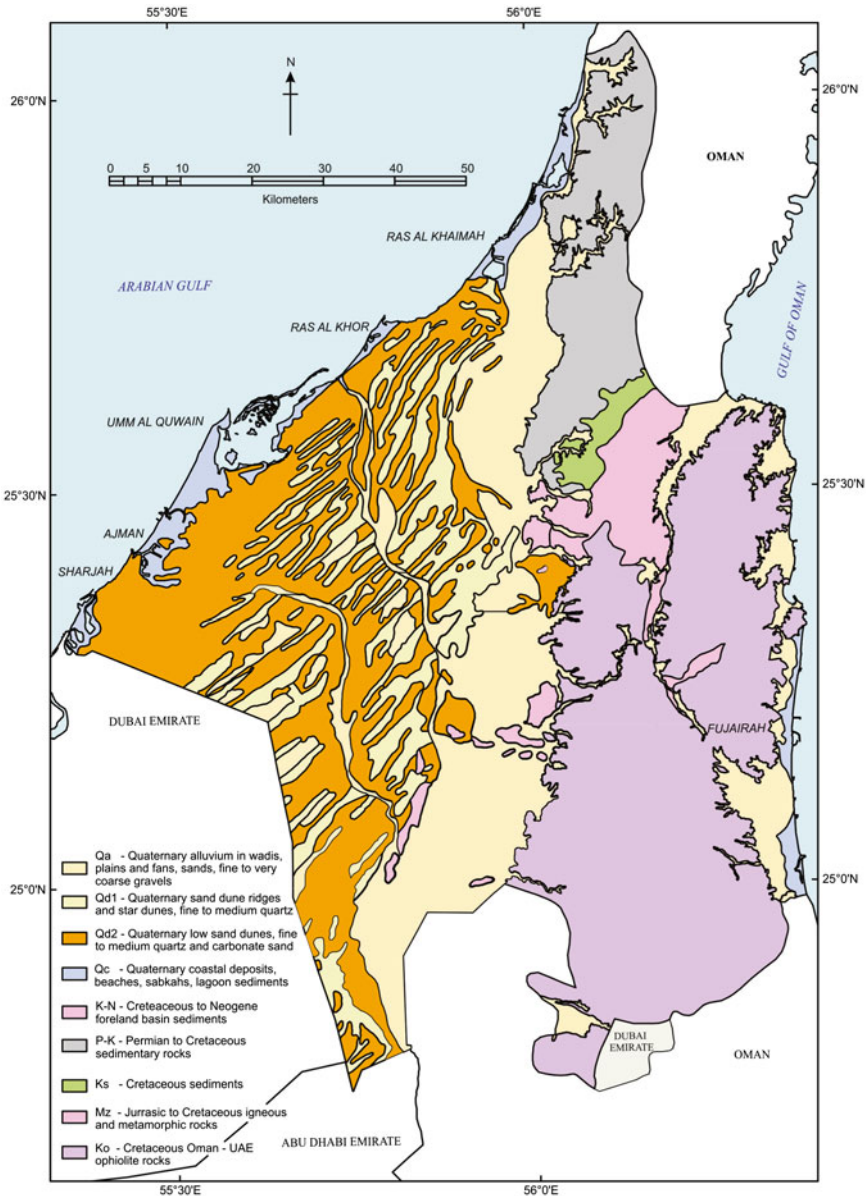 55°30'E
56°0'E
26°0'N
26°0'N
N
0 5 10 20 30 40 50
Kilometers
OMAN
RAS AL KHAIMAH
ARABIAN GULF
GULF OF OMAN
RAS AL KHOR
UMM AL QUWAIN
25°30'N
25°30'N
AJMAN
SHARJAH
DUBAI EMIRATE
FUJAIRAH
Qa - Quaternary alluvium in wadis,
plains and fans, sands, fine to very
coarse gravels
25°0'N
25°0'N
Qd1 - Quaternary sand dune ridges
and star dunes, fine to medium quartz
Qd2 - Quaternary low sand dunes, fine
to medium quartz and carbonate sand
Qc - Quaternary coastal deposits,
beaches, sabkahs, lagoon sediments
K-N - Creteaceous to Neogene
foreland basin sediments
P-K - Permian to Cretaceous
sedimentary rocks
DUBAI
EMIRATE
OMAN
Ks - Cretaceous sediments
Mz - Jurrasic to Cretaceous igneous
and metamorphic rocks
ABU DHABI EMIRATE
Ko - Cretaceous Oman - UAE
ophiolite rocks
55°30'E
56°0'E